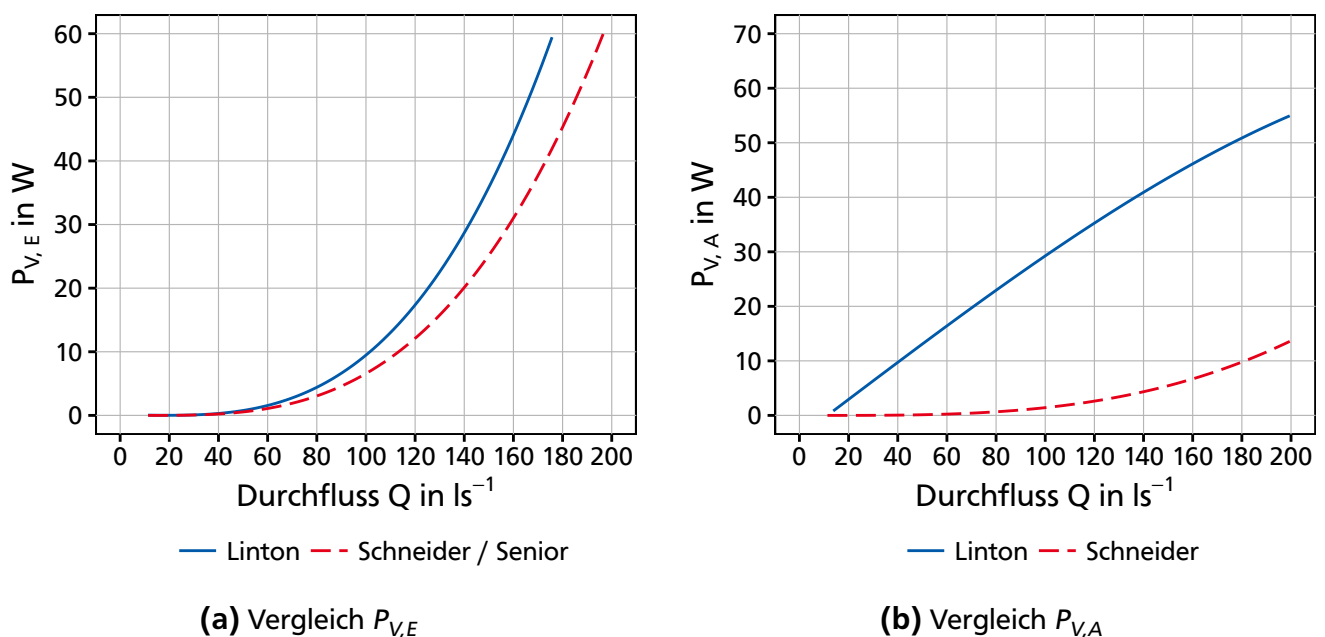 60
50
40
30
20
10
0
P_V, E in W
0 20 40 60 80 100 120 140 160 180 200
Durchfluss Q in ls⁻¹
Linton Schneider / Senior
(a) Vergleich P_V,E
70
60
50
40
30
20
10
0
P_V, A in W
0 20 40 60 80 100 120 140 160 180 200
Durchfluss Q in ls⁻¹
Linton Schneider
(b) Vergleich P_V,A